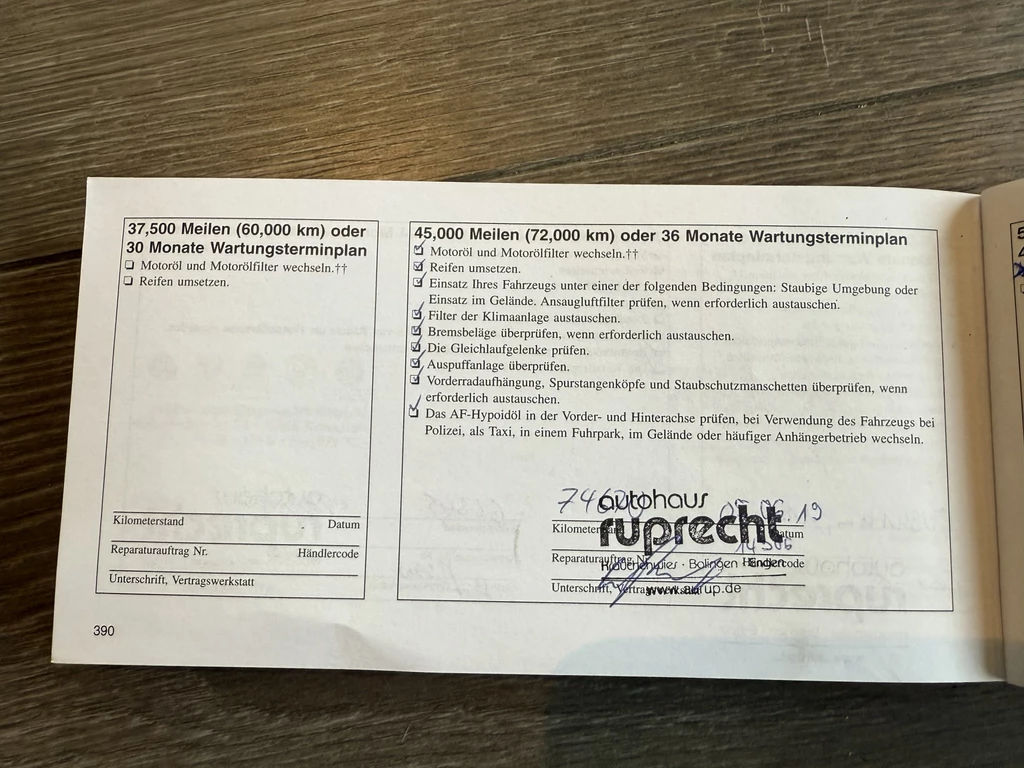 37,500 Meilen (60,000 km) oder
30 Monate Wartungsterminplan
❏ Motoröl und Motorölfilter wechseln.††
❏ Reifen umsetzen.
Kilometerstand Datum
Reparaturauftrag Nr. Händlercode
Unterschrift, Vertragswerkstatt
390
45,000 Meilen (72,000 km) oder 36 Monate Wartungsterminplan
Motoröl und Motorölfilter wechseln.††
Reifen umsetzen.
Einsatz Ihres Fahrzeugs unter einer der folgenden Bedingungen: Staubige Umgebung oder
Einsatz im Gelände. Ansaugluftfilter prüfen, wenn erforderlich austauschen.
Filter der Klimaanlage austauschen.
Bremsbeläge überprüfen, wenn erforderlich austauschen.
Die Gleichlaufgelenke prüfen.
Auspuffanlage überprüfen.
Vorderradaufhängung, Spurstangenköpfe und Staubschutzmanschetten überprüfen, wenn
erforderlich austauschen.
Das AF-Hypoidöl in der Vorder- und Hinterachse prüfen, bei Verwendung des Fahrzeugs bei
Polizei, als Taxi, in einem Fuhrpark, im Gelände oder häufiger Anhängerbetrieb wechseln.
autohaus
ruprecht
Kilometerstand Datum
Reparaturauftrag Nr. Händlercode
Balingen · Engen
Unterschrift, Vertragswerkstatt
www.autrup.de